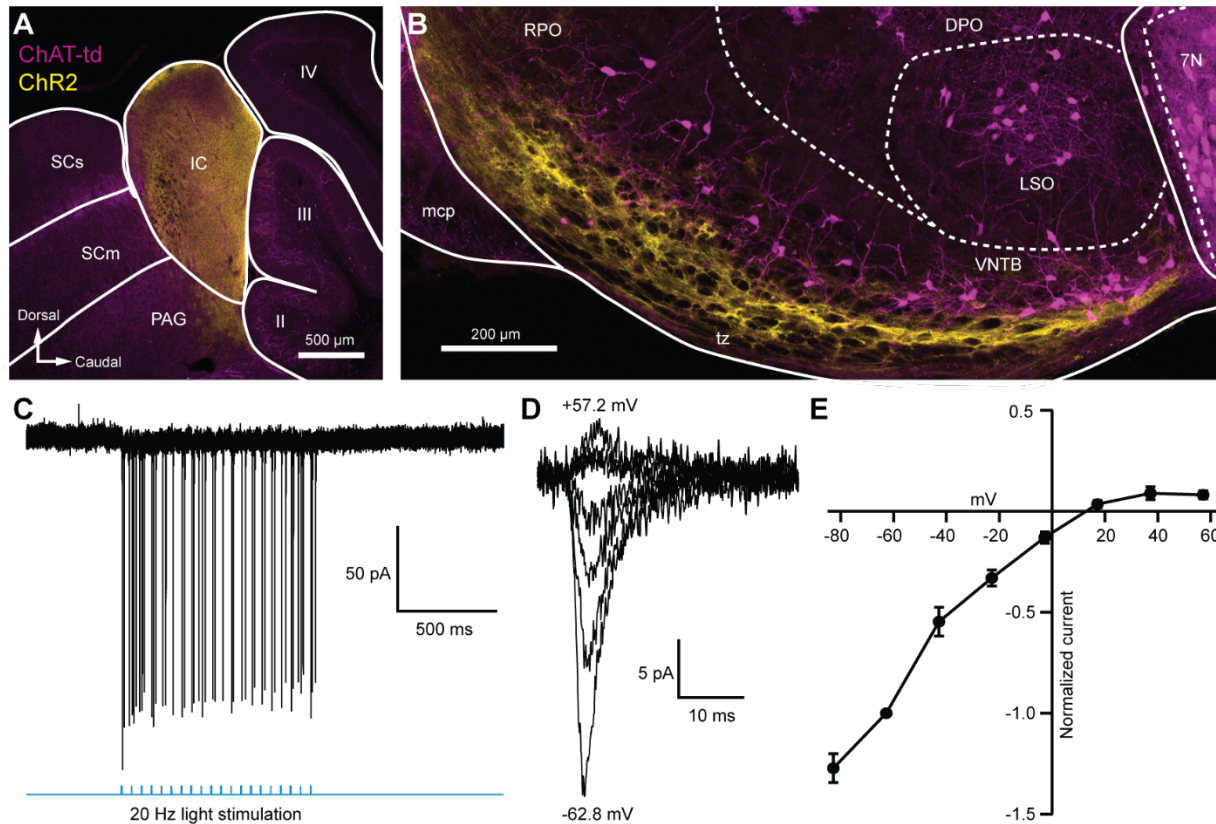 A
ChAT-td
ChR2
IV
SCs
IC
III
SCm
PAG
II
Dorsal
Caudal
500 µm
B
RPO
DPO
7N
LSO
mcp
VNTB
tz
200 µm
C
50 pA
500 ms
20 Hz light stimulation
D
+57.2 mV
5 pA
10 ms
-62.8 mV
E
0.5
mV
-80
-60
-40
-20
20
40
60
-0.5
-1.0
-1.5
Normalized current